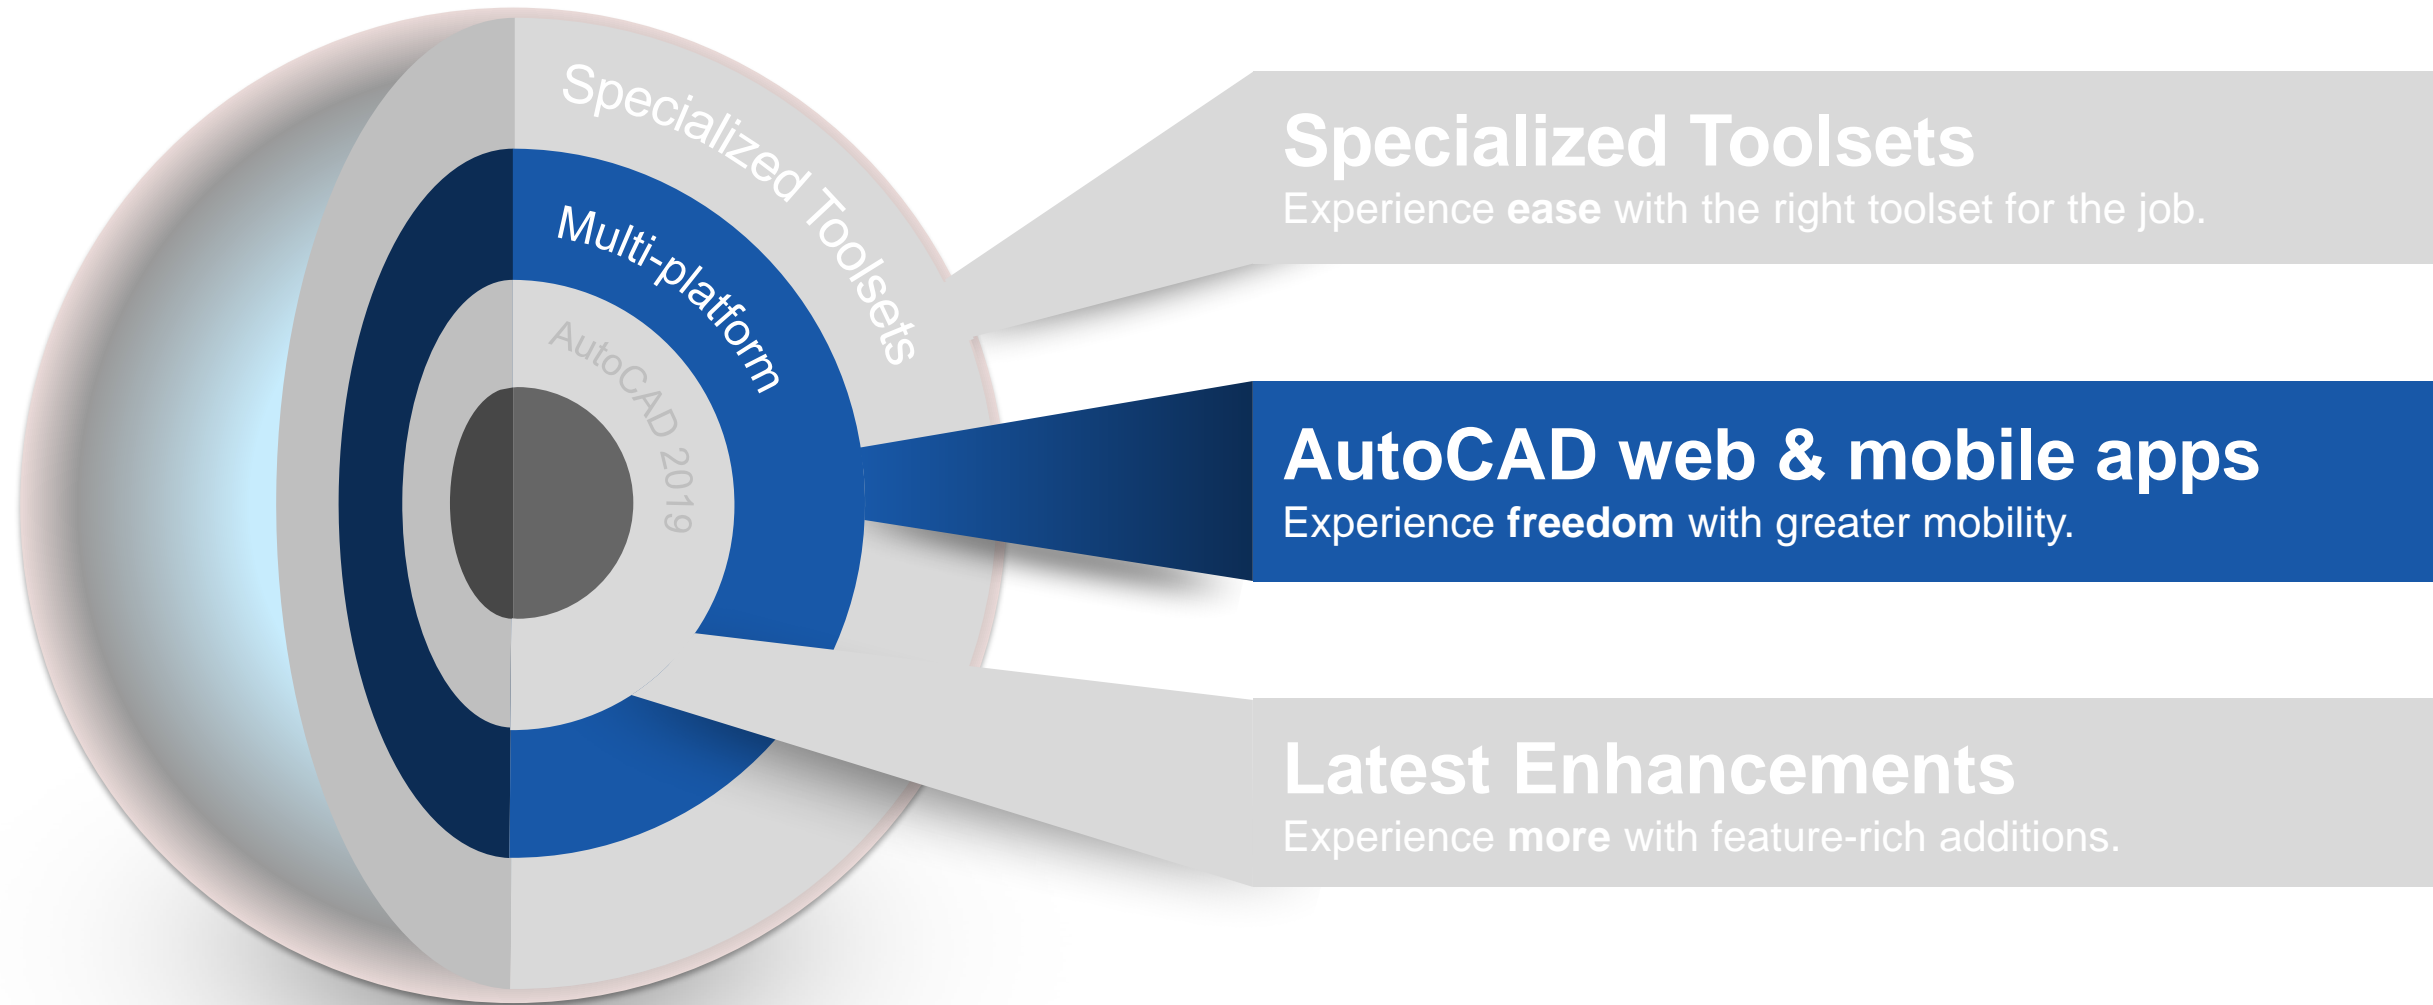 Specialized Toolsets
Multi-platform
AutoCAD 2019
Specialized Toolsets
Experience ease with the right toolset for the job.
AutoCAD web & mobile apps
Experience freedom with greater mobility.
Latest Enhancements
Experience more with feature-rich additions.